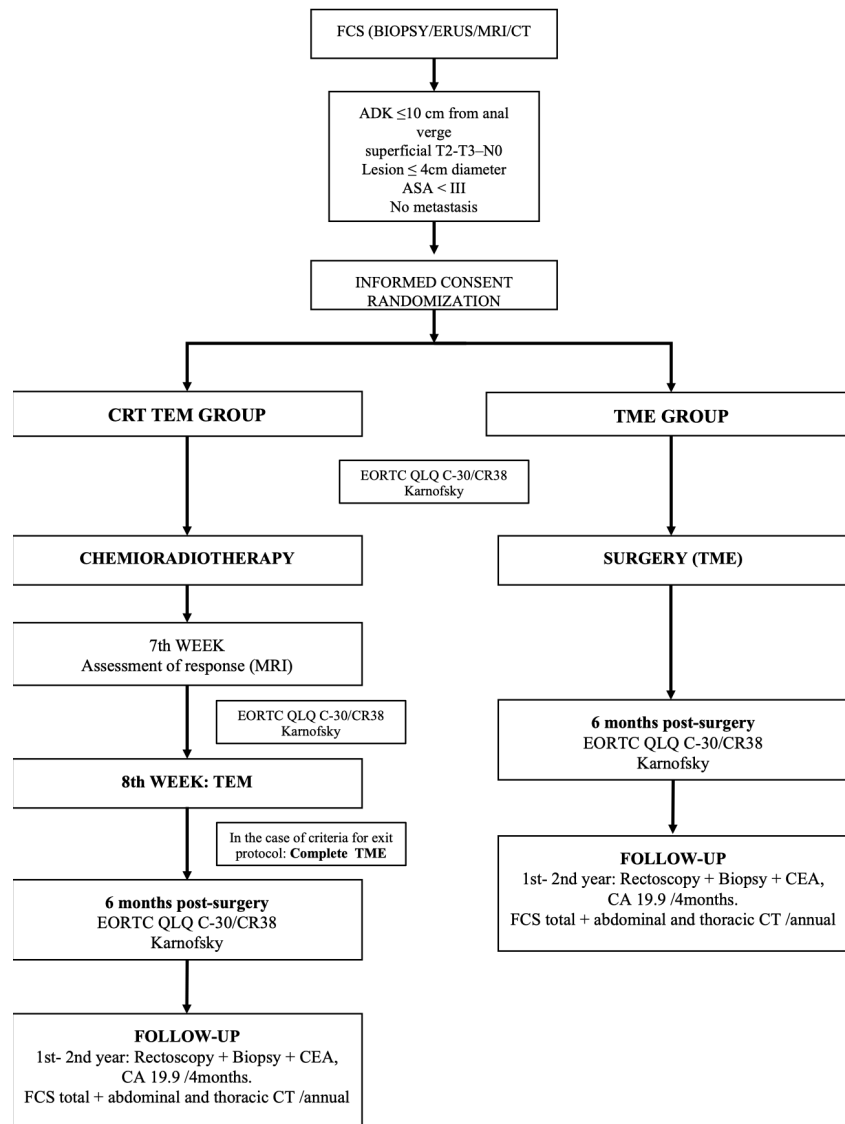 FCS (BIOPSY/ERUS/MRI/CT
ADK ≤10 cm from anal
verge
superficial T2-T3–N0
Lesion ≤ 4cm diameter
ASA < III
No metastasis
INFORMED CONSENT
RANDOMIZATION
CRT TEM GROUP
TME GROUP
EORTC QLQ C-30/CR38
Karnofsky
CHEMIORADIOTHERAPY
SURGERY (TME)
7th WEEK
Assessment of response (MRI)
EORTC QLQ C-30/CR38
Karnofsky
8th WEEK: TEM
In the case of criteria for exit
protocol: Complete TME
6 months post-surgery
EORTC QLQ C-30/CR38
Karnofsky
FOLLOW-UP
1st- 2nd year: Rectoscopy + Biopsy + CEA,
CA 19.9 /4months.
FCS total + abdominal and thoracic CT /annual
6 months post-surgery
EORTC QLQ C-30/CR38
Karnofsky
FOLLOW-UP
1st- 2nd year: Rectoscopy + Biopsy + CEA,
CA 19.9 /4months.
FCS total + abdominal and thoracic CT /annual